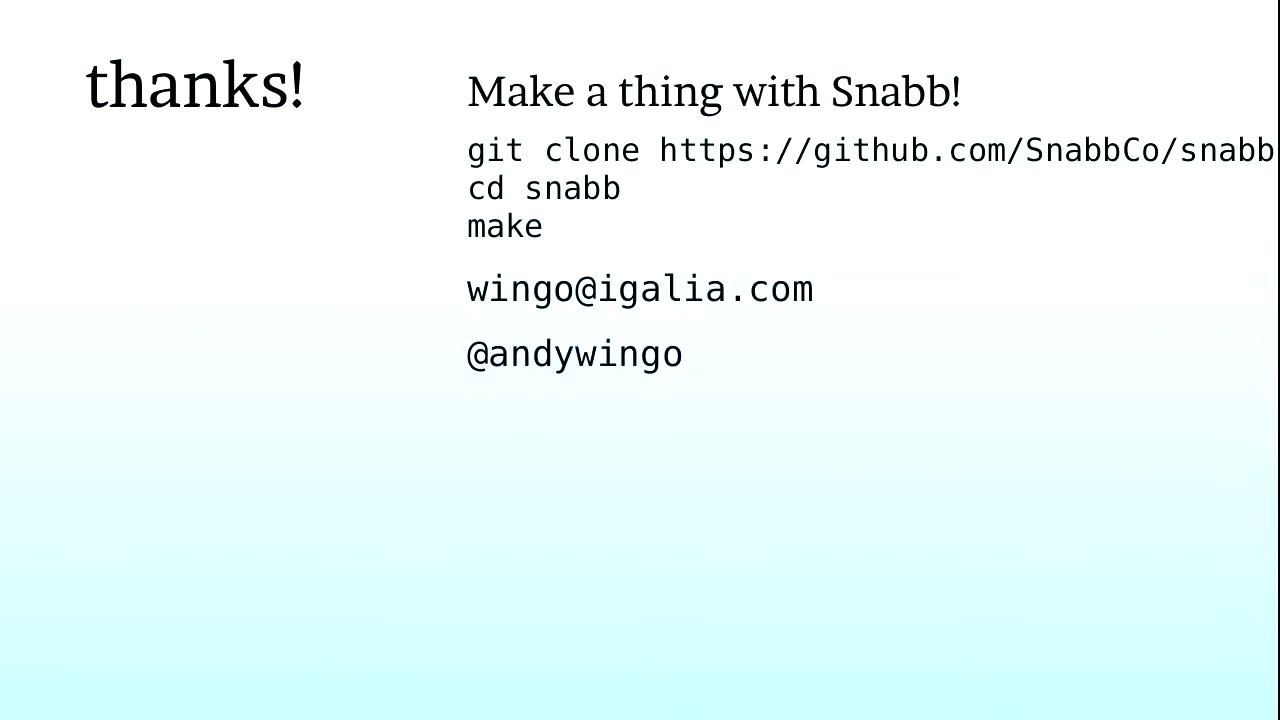 thanks!
Make a thing with Snabb!
git clone https://github.com/SnabbCo/snabb
cd snabb
make
wingo@igalia.com
@andywingo